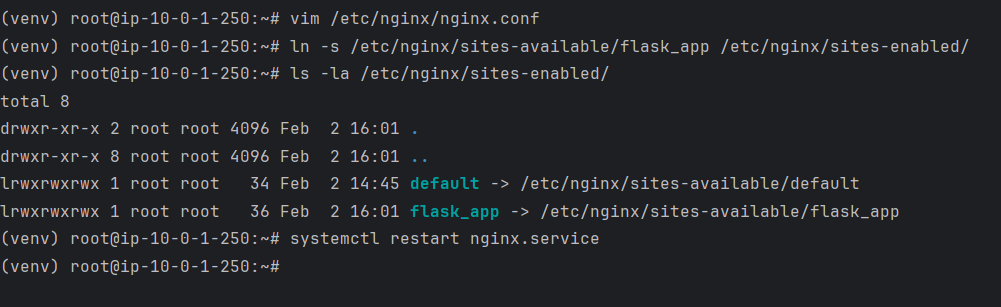 (venv) root@ip-10-0-1-250:~# vim /etc/nginx/nginx.conf
(venv) root@ip-10-0-1-250:~# ln -s /etc/nginx/sites-available/flask_app /etc/nginx/sites-enabled/
(venv) root@ip-10-0-1-250:~# ls -la /etc/nginx/sites-enabled/
total 8
drwxr-xr-x 2 root root 4096 Feb  2 16:01 .
drwxr-xr-x 8 root root 4096 Feb  2 16:01 ..
lrwxrwxrwx 1 root root   34 Feb  2 14:45 default -> /etc/nginx/sites-available/default
lrwxrwxrwx 1 root root   36 Feb  2 16:01 flask_app -> /etc/nginx/sites-available/flask_app
(venv) root@ip-10-0-1-250:~# systemctl restart nginx.service
(venv) root@ip-10-0-1-250:~#